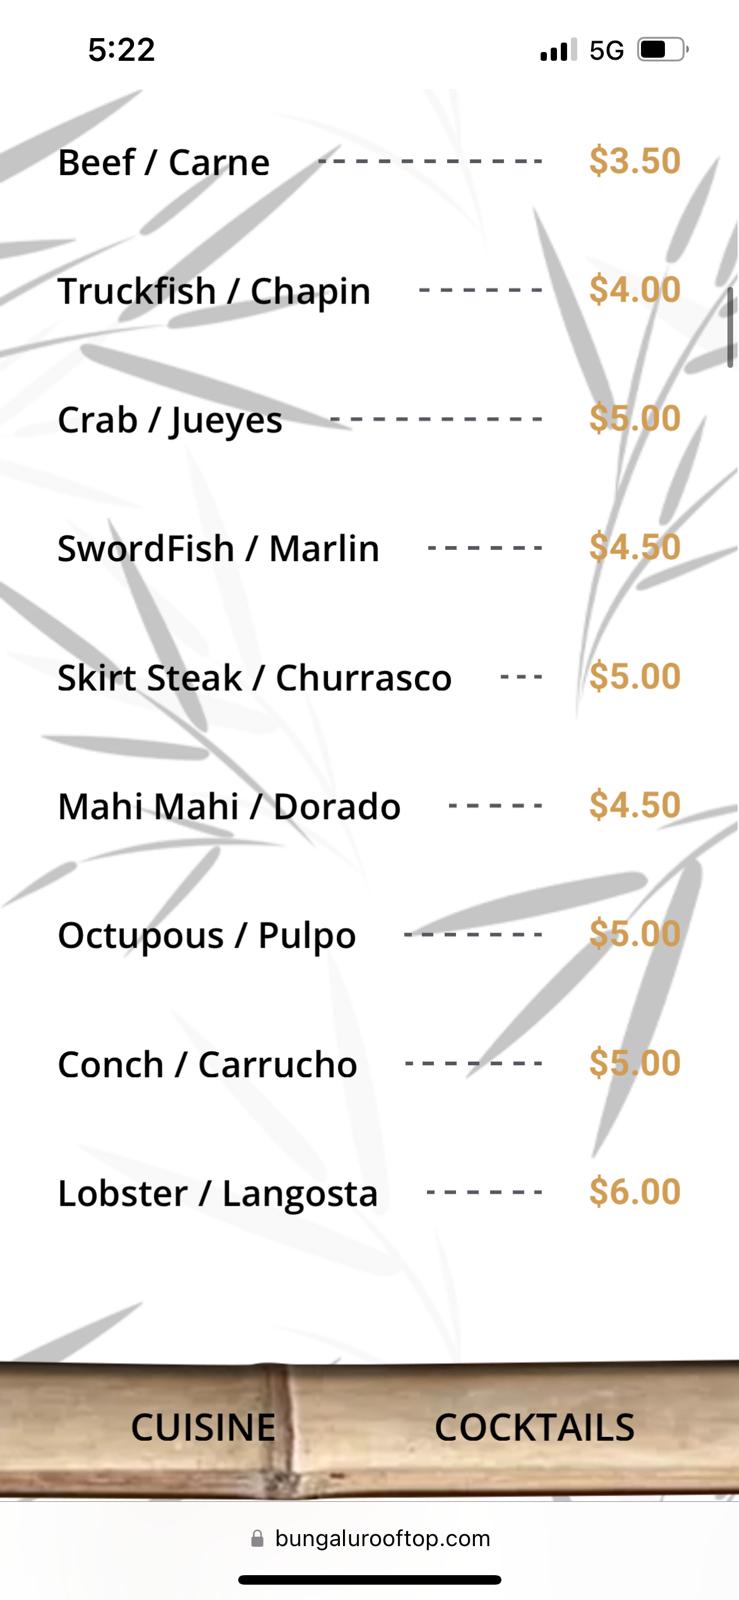 5:22 5G
Beef / Carne ----------- $3.50
Truckfish / Chapin ------ $4.00
Crab / Jueyes ---------- $5.00
SwordFish / Marlin ------ $4.50
Skirt Steak / Churrasco --- $5.00
Mahi Mahi / Dorado ----- $4.50
Octupous / Pulpo ------- $5.00
Conch / Carrucho ------- $5.00
Lobster / Langosta ------ $6.00
CUISINE COCKTAILS
bungalurooftop.com